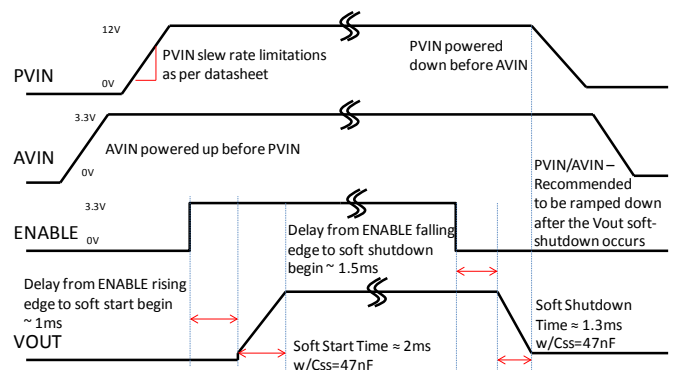 12V
PVIN
0V
PVIN slew rate limitations
as per datasheet
PVIN powered
down before AVIN
3.3V
AVIN
0V
AVIN powered up before PVIN
PVIN/AVIN –
Recommended
to be ramped down
after the Vout soft-
shutdown occurs
3.3V
ENABLE
0V
Delay from ENABLE falling
edge to soft shutdown
begin ~ 1.5ms
Delay from ENABLE rising
edge to soft start begin
~ 1ms
VOUT
Soft Start Time ≈ 2ms
w/Css=47nF
Soft Shutdown
Time ≈ 1.3ms
w/Css=47nF